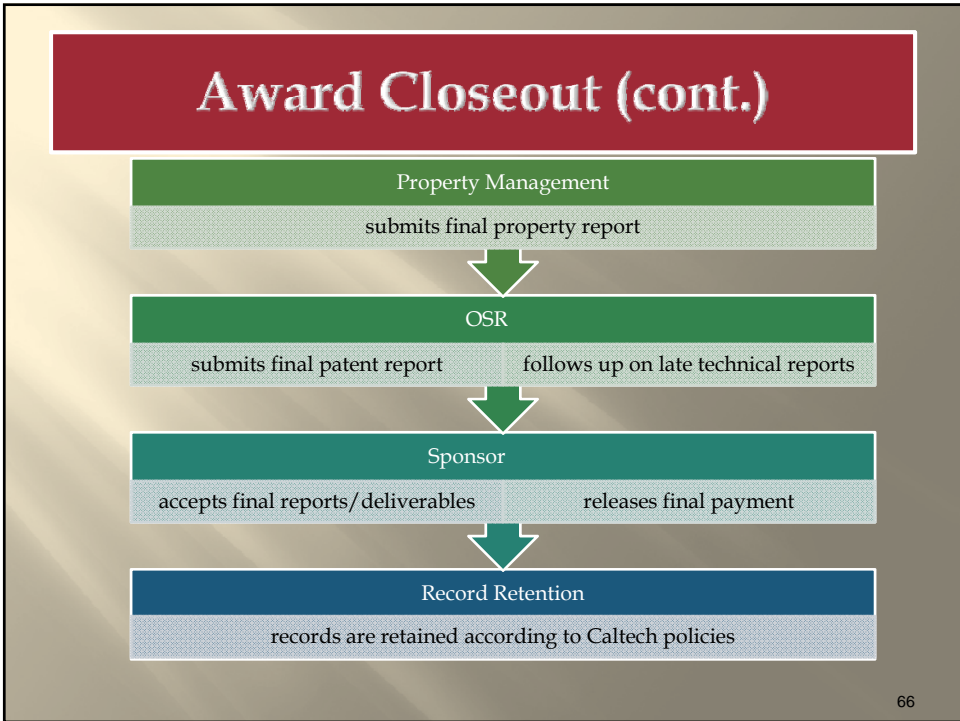 Award Closeout (cont.)
Property Management
submits final property report
OSR
submits final patent report
follows up on late technical reports
Sponsor
accepts final reports/deliverables
releases final payment
Record Retention
records are retained according to Caltech policies
66